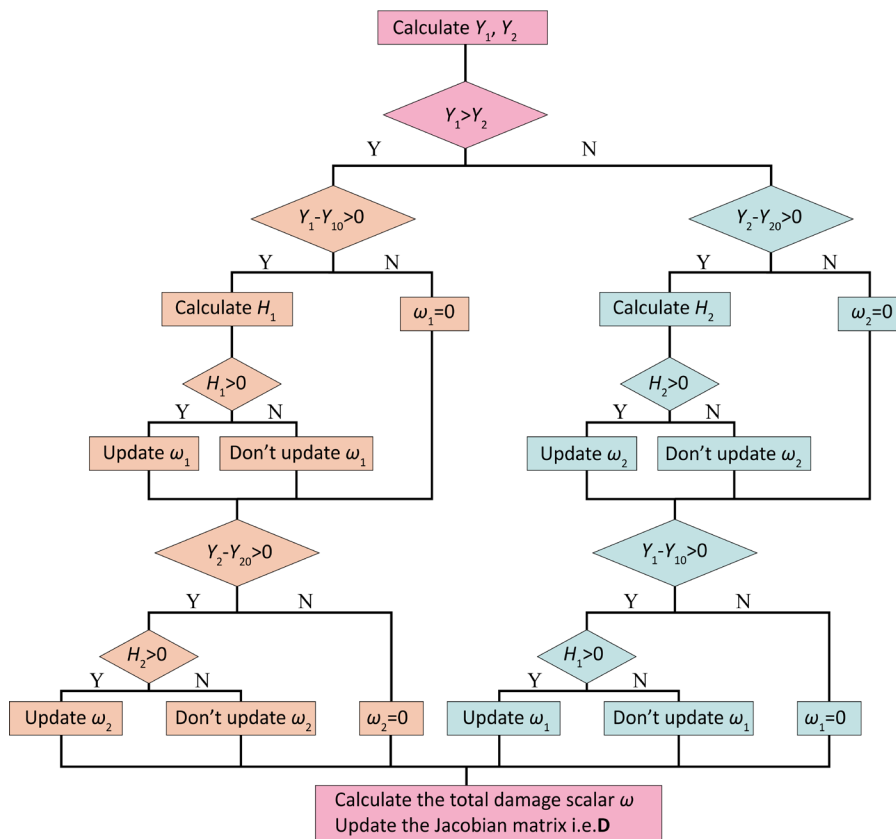 Calculate Y₁, Y₂
Y₁>Y₂
Y N
Y₁-Y₁₀>0 Y₂-Y₂₀>0
Y N Y N
Calculate H₁ ω₁=0 Calculate H₂ ω₂=0
H₁>0 H₂>0
Y N Y N
Update ω₁ Don’t update ω₁ Update ω₂ Don’t update ω₂
Y₂-Y₂₀>0 Y₁-Y₁₀>0
Y N Y N
H₂>0 H₁>0
Y N Y N
Update ω₂ Don’t update ω₂ ω₂=0 Update ω₁ Don’t update ω₁ ω₁=0
Calculate the total damage scalar ω
Update the Jacobian matrix i.e.D